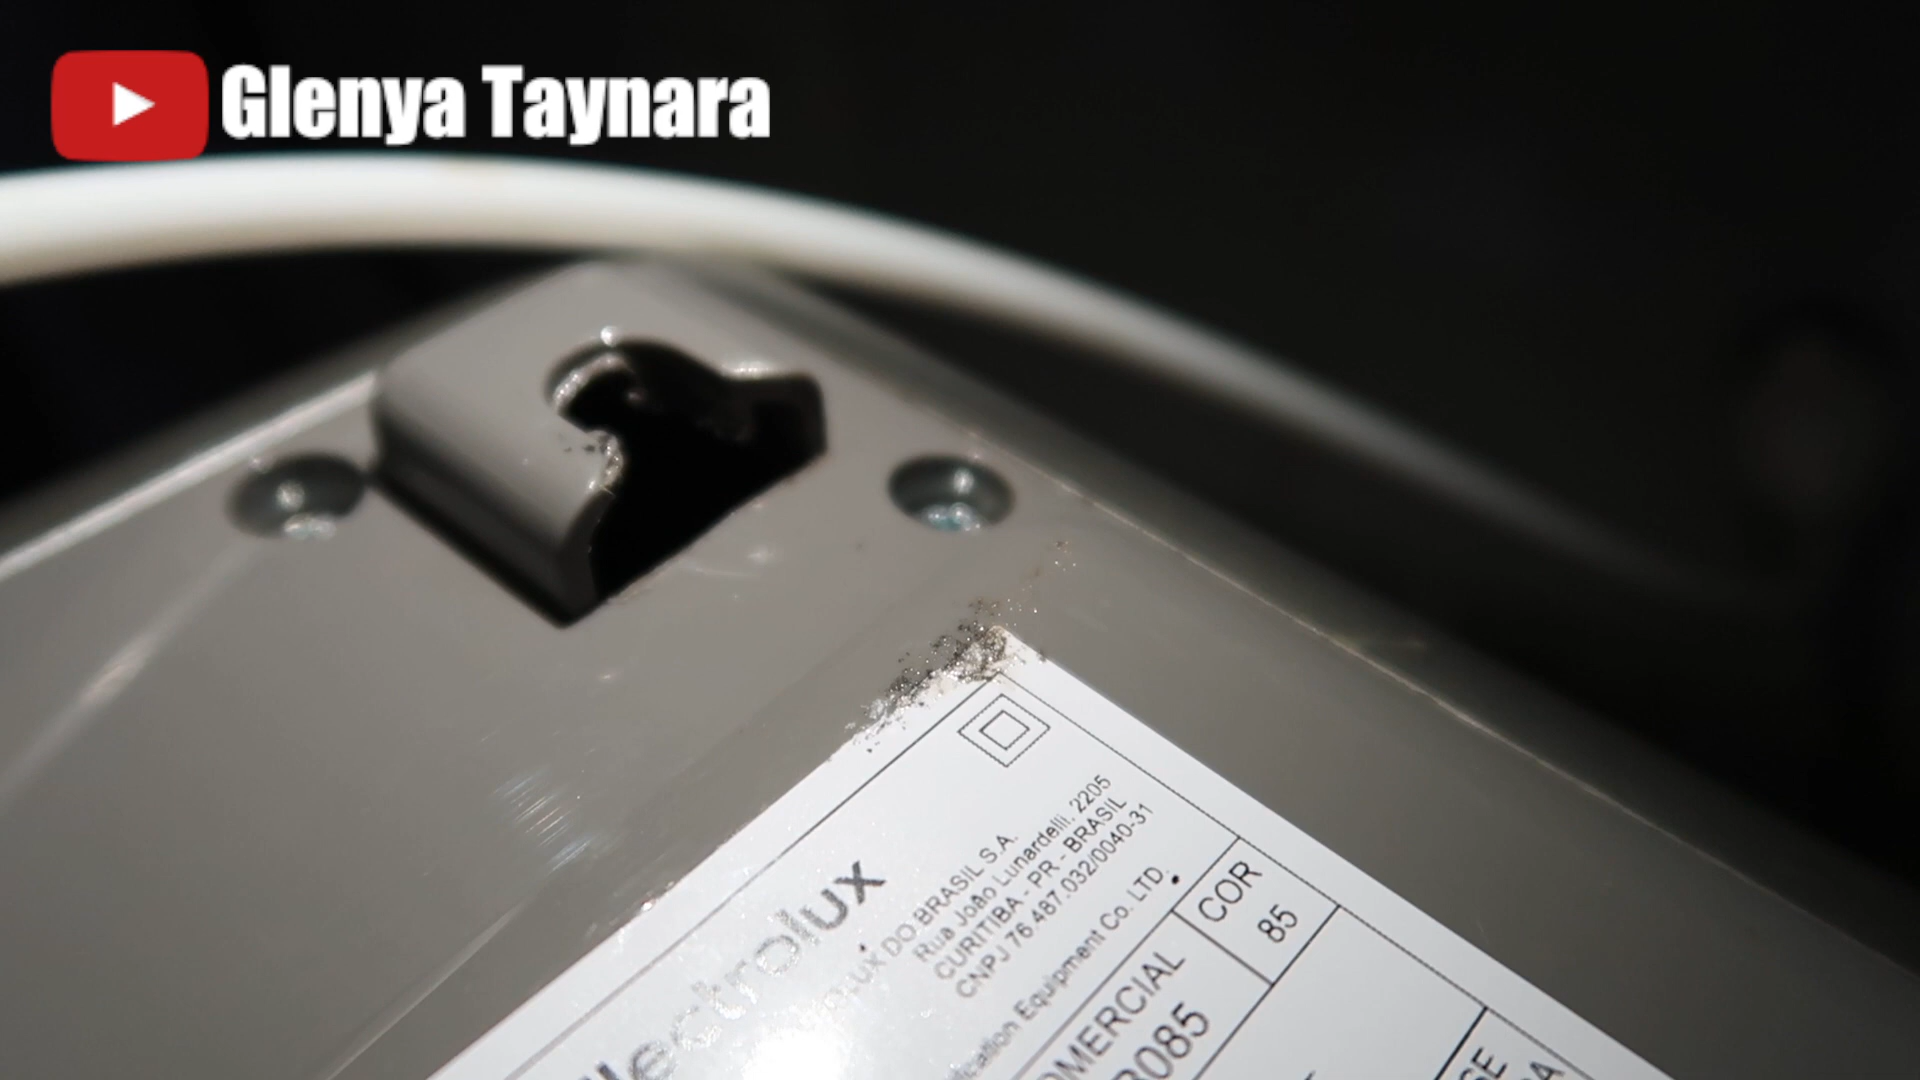 Glenya Taynara
Electrolux
DO BRASIL S.A.
Rua João Lunardelli, 2205
CURITIBA - PR - BRASIL
CNPJ 76.487.032/0040-31
Equipment Co. LTD.
COR
85